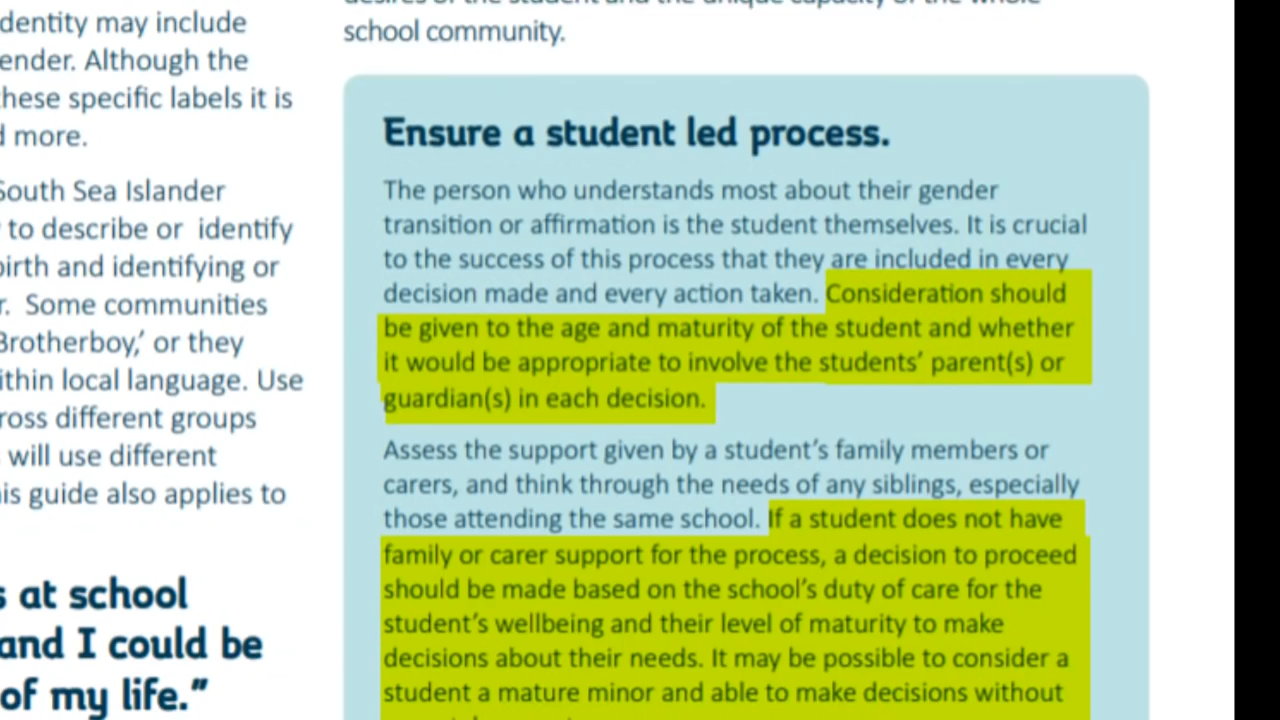 dentity may include
ender. Although the
these specific labels it is
d more.
South Sea Islander
to describe or identify
birth and identifying or
r. Some communities
Brotherboy,’ or they
ithin local language. Use
ross different groups
will use different
his guide also applies to
s at school
and I could be
of my life.”
school community.
Ensure a student led process.
The person who understands most about their gender
transition or affirmation is the student themselves. It is crucial
to the success of this process that they are included in every
decision made and every action taken. Consideration should
be given to the age and maturity of the student and whether
it would be appropriate to involve the students’ parent(s) or
guardian(s) in each decision.
Assess the support given by a student’s family members or
carers, and think through the needs of any siblings, especially
those attending the same school. If a student does not have
family or carer support for the process, a decision to proceed
should be made based on the school’s duty of care for the
student’s wellbeing and their level of maturity to make
decisions about their needs. It may be possible to consider a
student a mature minor and able to make decisions without